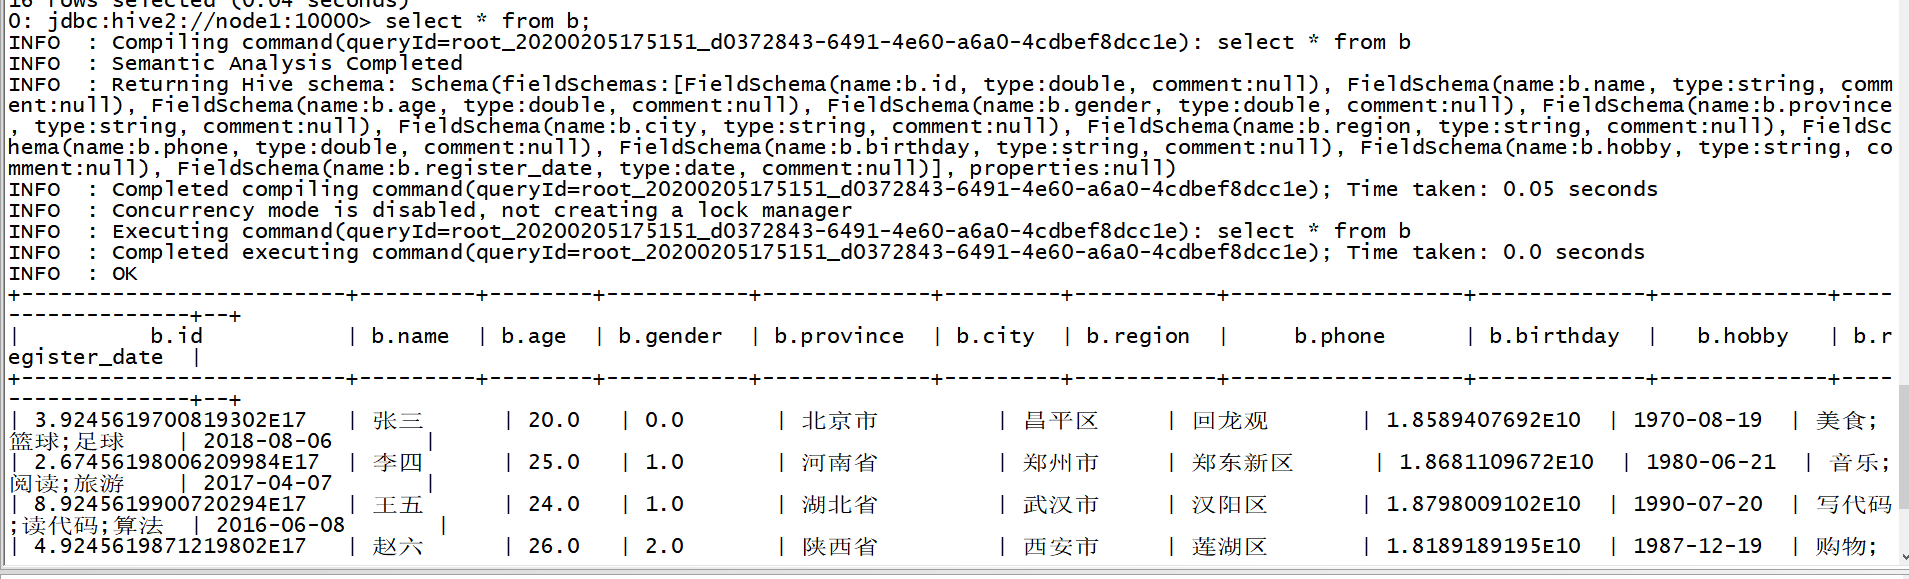 16 rows selected (0.04 seconds)
0: jdbc:hive2://node1:10000> select * from b;
INFO  : Compiling command(queryId=root_20200205175151_d0372843-6491-4e60-a6a0-4cdbef8dcc1e): select * from b
INFO  : Semantic Analysis Completed
INFO  : Returning Hive schema: Schema(fieldSchemas:[FieldSchema(name:b.id, type:double, comment:null), FieldSchema(name:b.name, type:string, comm
ent:null), FieldSchema(name:b.age, type:double, comment:null), FieldSchema(name:b.gender, type:double, comment:null), FieldSchema(name:b.province
, type:string, comment:null), FieldSchema(name:b.city, type:string, comment:null), FieldSchema(name:b.region, type:string, comment:null), FieldSc
hema(name:b.phone, type:double, comment:null), FieldSchema(name:b.birthday, type:string, comment:null), FieldSchema(name:b.hobby, type:string, co
mment:null), FieldSchema(name:b.register_date, type:date, comment:null)], properties:null)
INFO  : Completed compiling command(queryId=root_20200205175151_d0372843-6491-4e60-a6a0-4cdbef8dcc1e); Time taken: 0.05 seconds
INFO  : Concurrency mode is disabled, not creating a lock manager
INFO  : Executing command(queryId=root_20200205175151_d0372843-6491-4e60-a6a0-4cdbef8dcc1e): select * from b
INFO  : Completed executing command(queryId=root_20200205175151_d0372843-6491-4e60-a6a0-4cdbef8dcc1e); Time taken: 0.0 seconds
INFO  : OK
+-------------------------+---------+--------+-----------+-------------+---------+-----------+------------------+-------------+-------------+----
--------------+--+
|          b.id           | b.name  | b.age  | b.gender  | b.province  | b.city  | b.region  |     b.phone      | b.birthday  |   b.hobby   | b.r
egister_date  |
+-------------------------+---------+--------+-----------+-------------+---------+-----------+------------------+-------------+-------------+----
--------------+--+
| 3.9245619700819302E17   | 张三      | 20.0   | 0.0       | 北京市         | 昌平区     | 回龙观       | 1.8589407692E10  | 1970-08-19  | 美食;
篮球;足球    | 2018-08-06       |
| 2.67456198006209984E17  | 李四      | 25.0   | 1.0       | 河南省         | 郑州市     | 郑东新区      | 1.8681109672E10  | 1980-06-21  | 音乐;
阅读;旅游    | 2017-04-07       |
| 8.9245619900720294E17   | 王五      | 24.0   | 1.0       | 湖北省         | 武汉市     | 汉阳区       | 1.8798009102E10  | 1990-07-20  | 写代码
;读代码;算法  | 2016-06-08       |
| 4.9245619871219802E17   | 赵六      | 26.0   | 2.0       | 陕西省         | 西安市     | 莲湖区       | 1.8189189195E10  | 1987-12-19  | 购物;